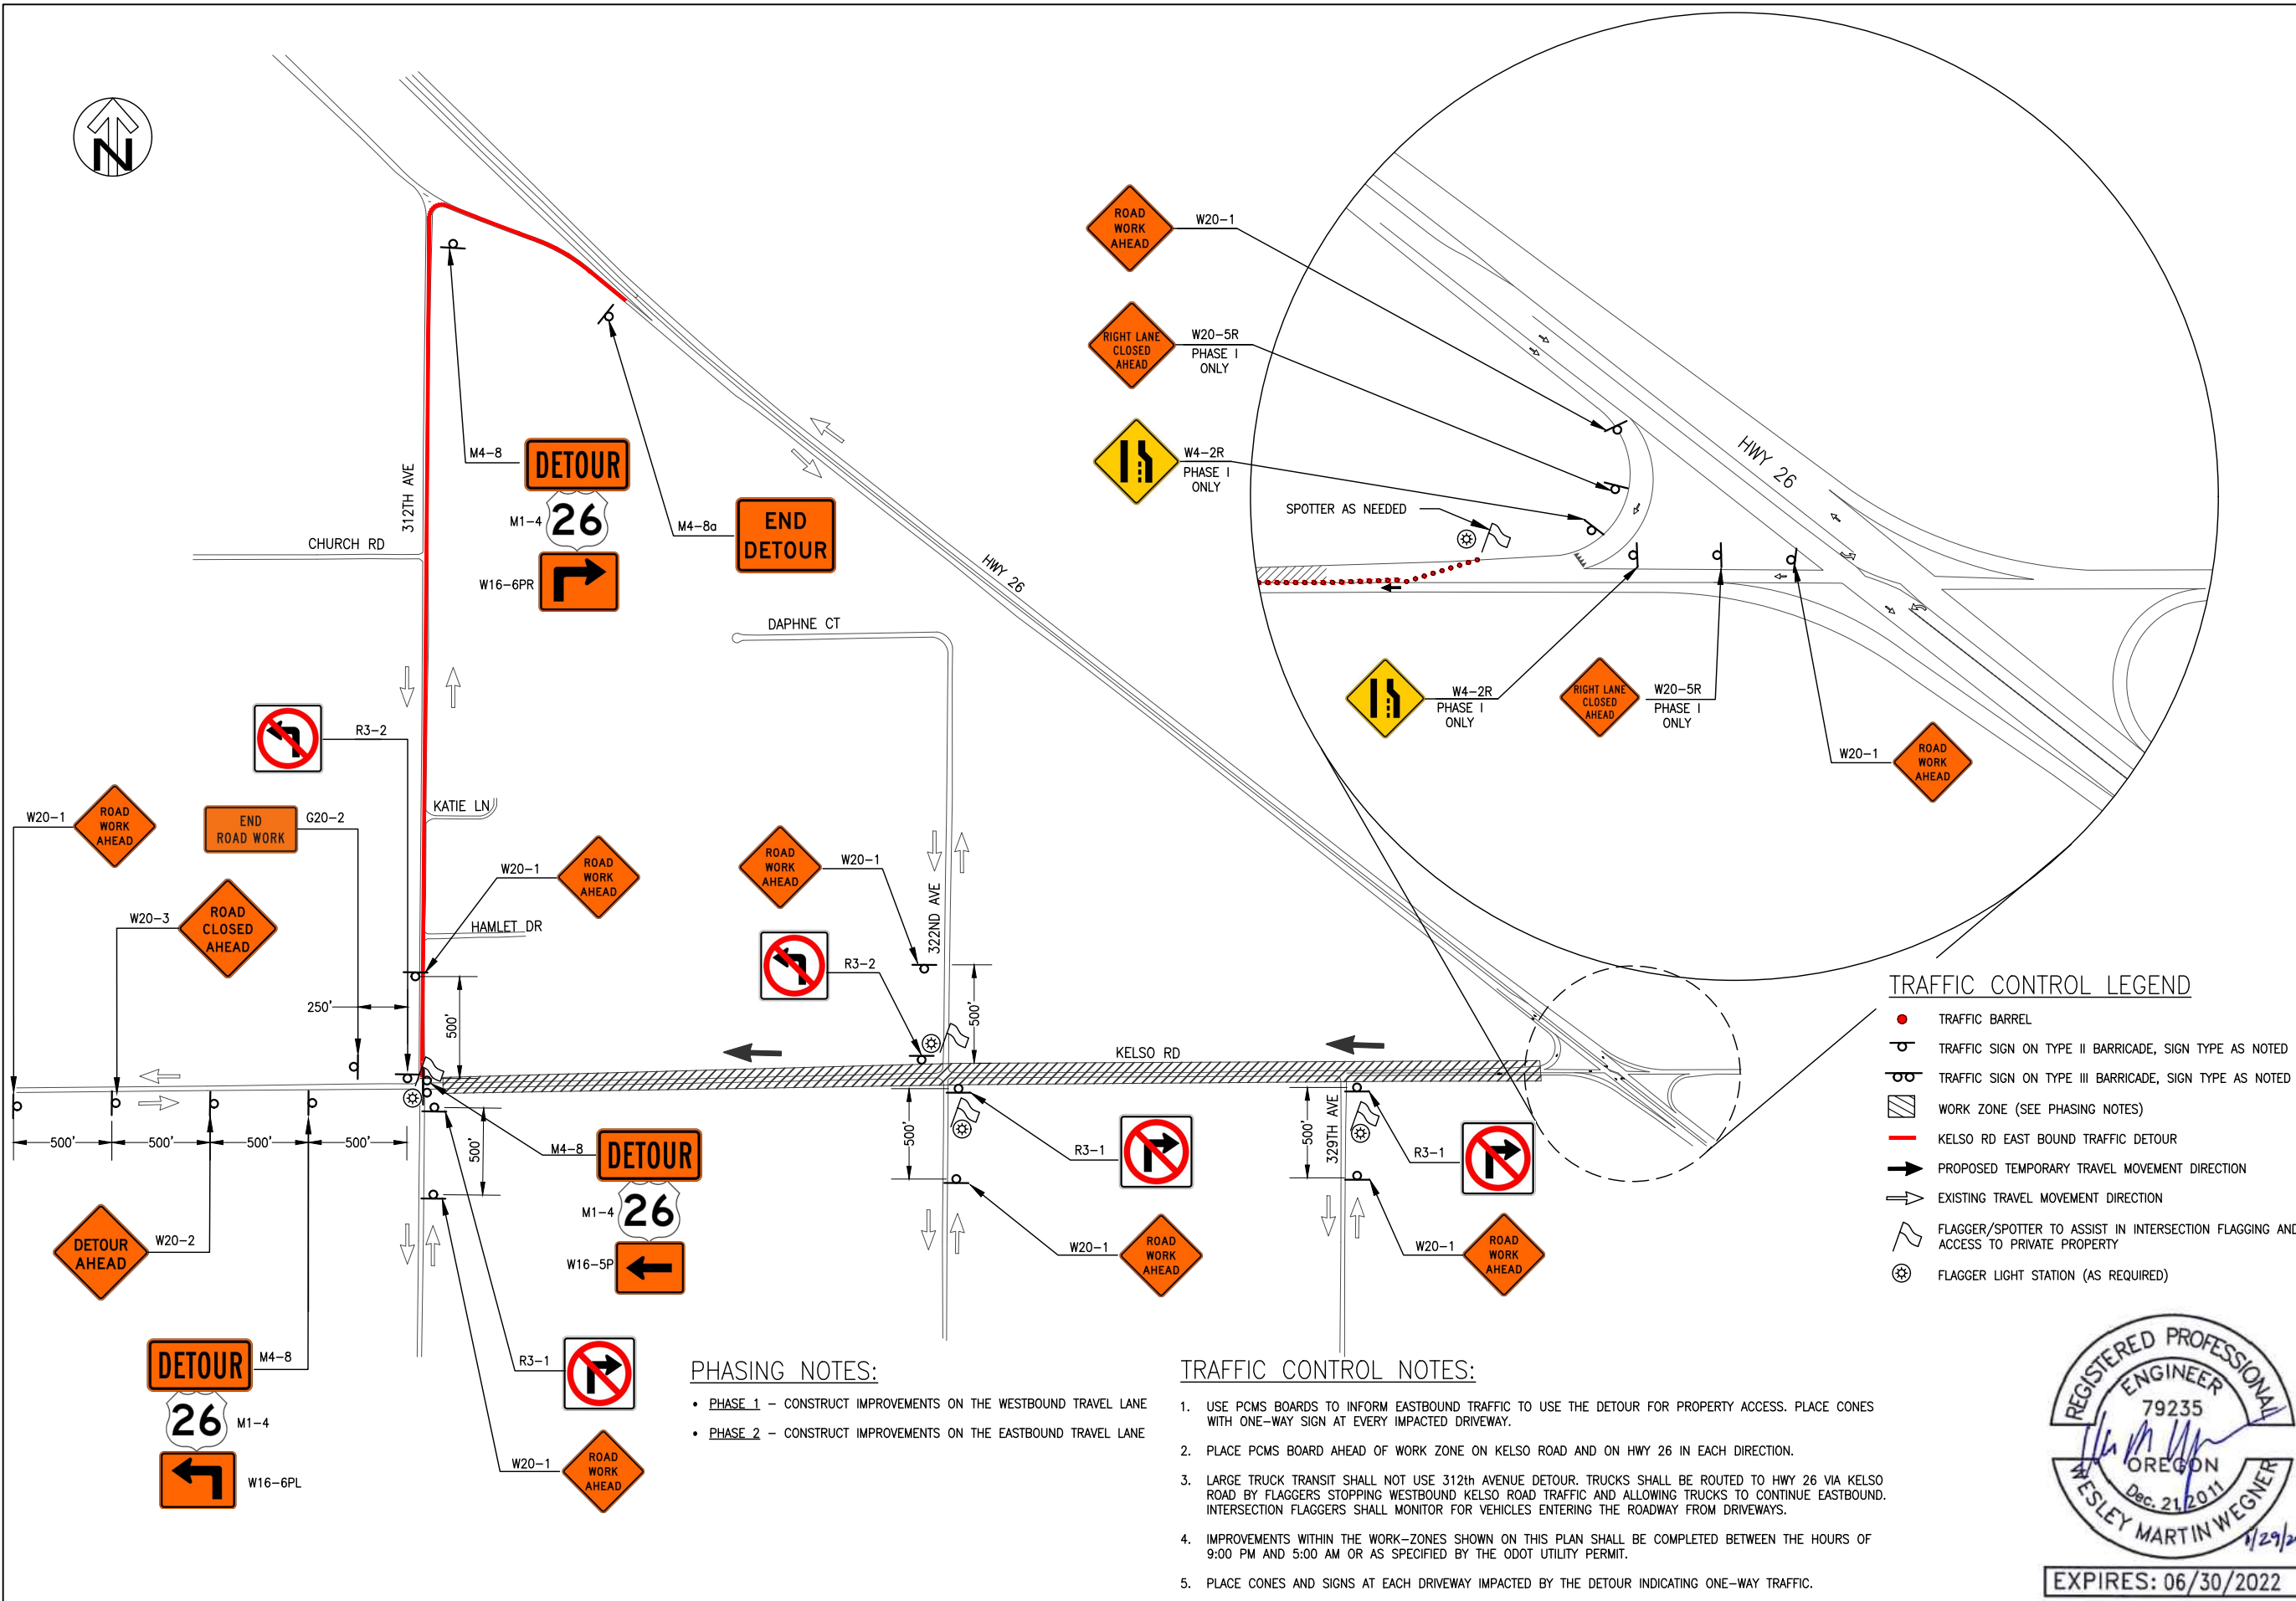 N
312TH AVE
CHURCH RD
M4-8
DETOUR
M1-4
26
W16-6PR
M4-8a
END
DETOUR
HWY 26
DAPHNE CT
ROAD
WORK
AHEAD
W20-1
RIGHT LANE
CLOSED
AHEAD
W20-5R
PHASE I
ONLY
W4-2R
PHASE I
ONLY
SPOTTER AS NEEDED
HWY 26
W4-2R
PHASE I
ONLY
RIGHT LANE
CLOSED
AHEAD
W20-5R
PHASE I
ONLY
W20-1
ROAD
WORK
AHEAD
R3-2
W20-1
ROAD
WORK
AHEAD
END
ROAD WORK
G20-2
KATIE LN
W20-1
ROAD
WORK
AHEAD
W20-3
ROAD
CLOSED
AHEAD
HAMLET DR
250'
500'
ROAD
WORK
AHEAD
W20-1
322ND AVE
R3-2
500'
KELSO RD
500'
500'
500'
500'
DETOUR
AHEAD
W20-2
DETOUR
M4-8
26
M1-4
W16-6PL
500'
M4-8
DETOUR
M1-4
26
W16-5P
R3-1
W20-1
ROAD
WORK
AHEAD
500'
R3-1
W20-1
ROAD
WORK
AHEAD
500'
329TH AVE
R3-1
W20-1
ROAD
WORK
AHEAD
TRAFFIC CONTROL LEGEND
TRAFFIC BARREL
TRAFFIC SIGN ON TYPE II BARRICADE, SIGN TYPE AS NOTED
TRAFFIC SIGN ON TYPE III BARRICADE, SIGN TYPE AS NOTED
WORK ZONE (SEE PHASING NOTES)
KELSO RD EAST BOUND TRAFFIC DETOUR
PROPOSED TEMPORARY TRAVEL MOVEMENT DIRECTION
EXISTING TRAVEL MOVEMENT DIRECTION
FLAGGER/SPOTTER TO ASSIST IN INTERSECTION FLAGGING AND
ACCESS TO PRIVATE PROPERTY
FLAGGER LIGHT STATION (AS REQUIRED)
PHASING NOTES:
• PHASE 1 – CONSTRUCT IMPROVEMENTS ON THE WESTBOUND TRAVEL LANE
• PHASE 2 – CONSTRUCT IMPROVEMENTS ON THE EASTBOUND TRAVEL LANE
TRAFFIC CONTROL NOTES:
1. USE PCMS BOARDS TO INFORM EASTBOUND TRAFFIC TO USE THE DETOUR FOR PROPERTY ACCESS. PLACE CONES
WITH ONE-WAY SIGN AT EVERY IMPACTED DRIVEWAY.
2. PLACE PCMS BOARD AHEAD OF WORK ZONE ON KELSO ROAD AND ON HWY 26 IN EACH DIRECTION.
3. LARGE TRUCK TRANSIT SHALL NOT USE 312th AVENUE DETOUR. TRUCKS SHALL BE ROUTED TO HWY 26 VIA KELSO
ROAD BY FLAGGERS STOPPING WESTBOUND KELSO ROAD TRAFFIC AND ALLOWING TRUCKS TO CONTINUE EASTBOUND.
INTERSECTION FLAGGERS SHALL MONITOR FOR VEHICLES ENTERING THE ROADWAY FROM DRIVEWAYS.
4. IMPROVEMENTS WITHIN THE WORK-ZONES SHOWN ON THIS PLAN SHALL BE COMPLETED BETWEEN THE HOURS OF
9:00 PM AND 5:00 AM OR AS SPECIFIED BY THE ODOT UTILITY PERMIT.
5. PLACE CONES AND SIGNS AT EACH DRIVEWAY IMPACTED BY THE DETOUR INDICATING ONE-WAY TRAFFIC.
REGISTERED PROFESSIONAL
ENGINEER
79235
OREGON
Dec. 21, 2011
WESLEY MARTIN WEGNER
EXPIRES: 06/30/2022